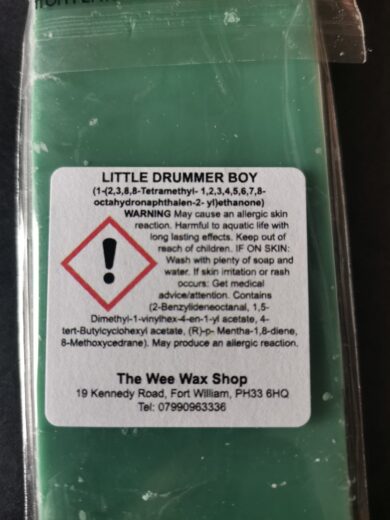 LITTLE DRUMMER BOY
(1-(2,3,8,8-Tetramethyl- 1,2,3,4,5,6,7,8-
octahydronaphthalen-2- yl)ethanone)
WARNING May cause an allergic skin
reaction. Harmful to aquatic life with
long lasting effects. Keep out of
reach of children. IF ON SKIN:
Wash with plenty of soap and
water. If skin irritation or rash
occurs: Get medical
advice/attention. Contains
(2-Benzylideneoctanal, 1,5-
Dimethyl-1-vinylhex-4-en-1-yl acetate, 4-
tert-Butylcyclohexyl acetate, (R)-p- Mentha-1,8-diene,
8-Methoxycedrane). May produce an allergic reaction.
The Wee Wax Shop
19 Kennedy Road, Fort William, PH33 6HQ
Tel: 07990963336